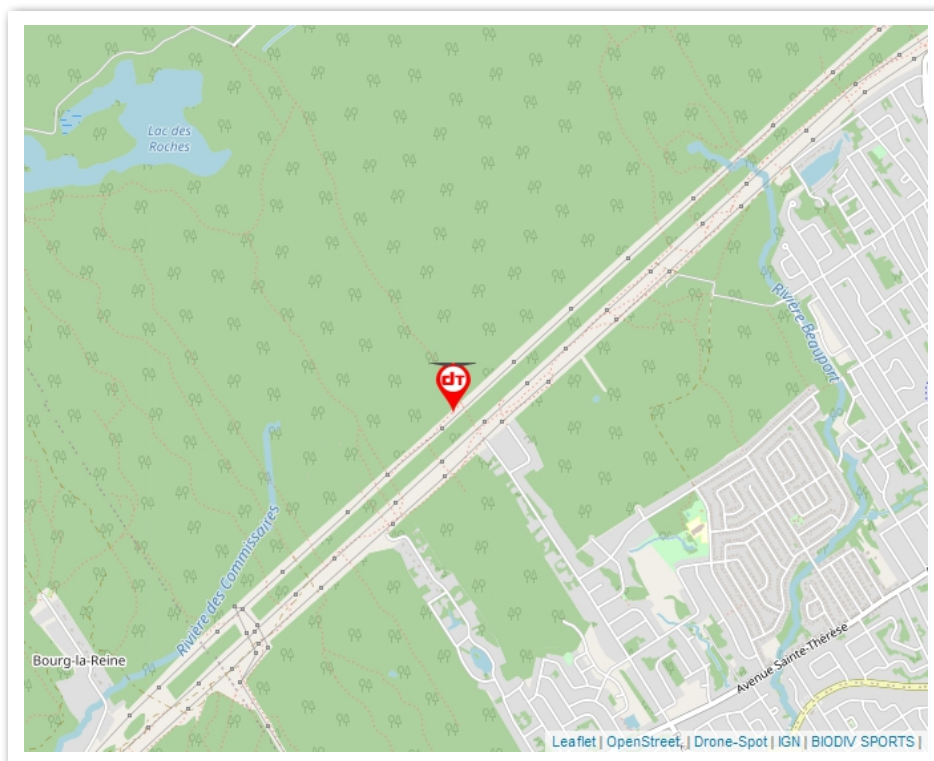 Lac des
Roches
Rivière Beauport
dT
Rivière des Commissaires
Bourg-la-Reine
Avenue Sainte-Thérèse
Leaflet | OpenStreet, | Drone-Spot | IGN | BIODIV SPORTS |